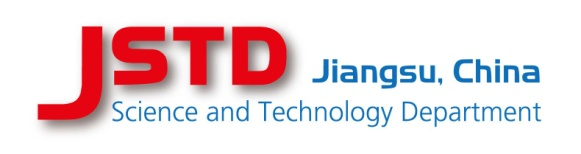 JSTD Jiangsu, China
Science and Technology Department